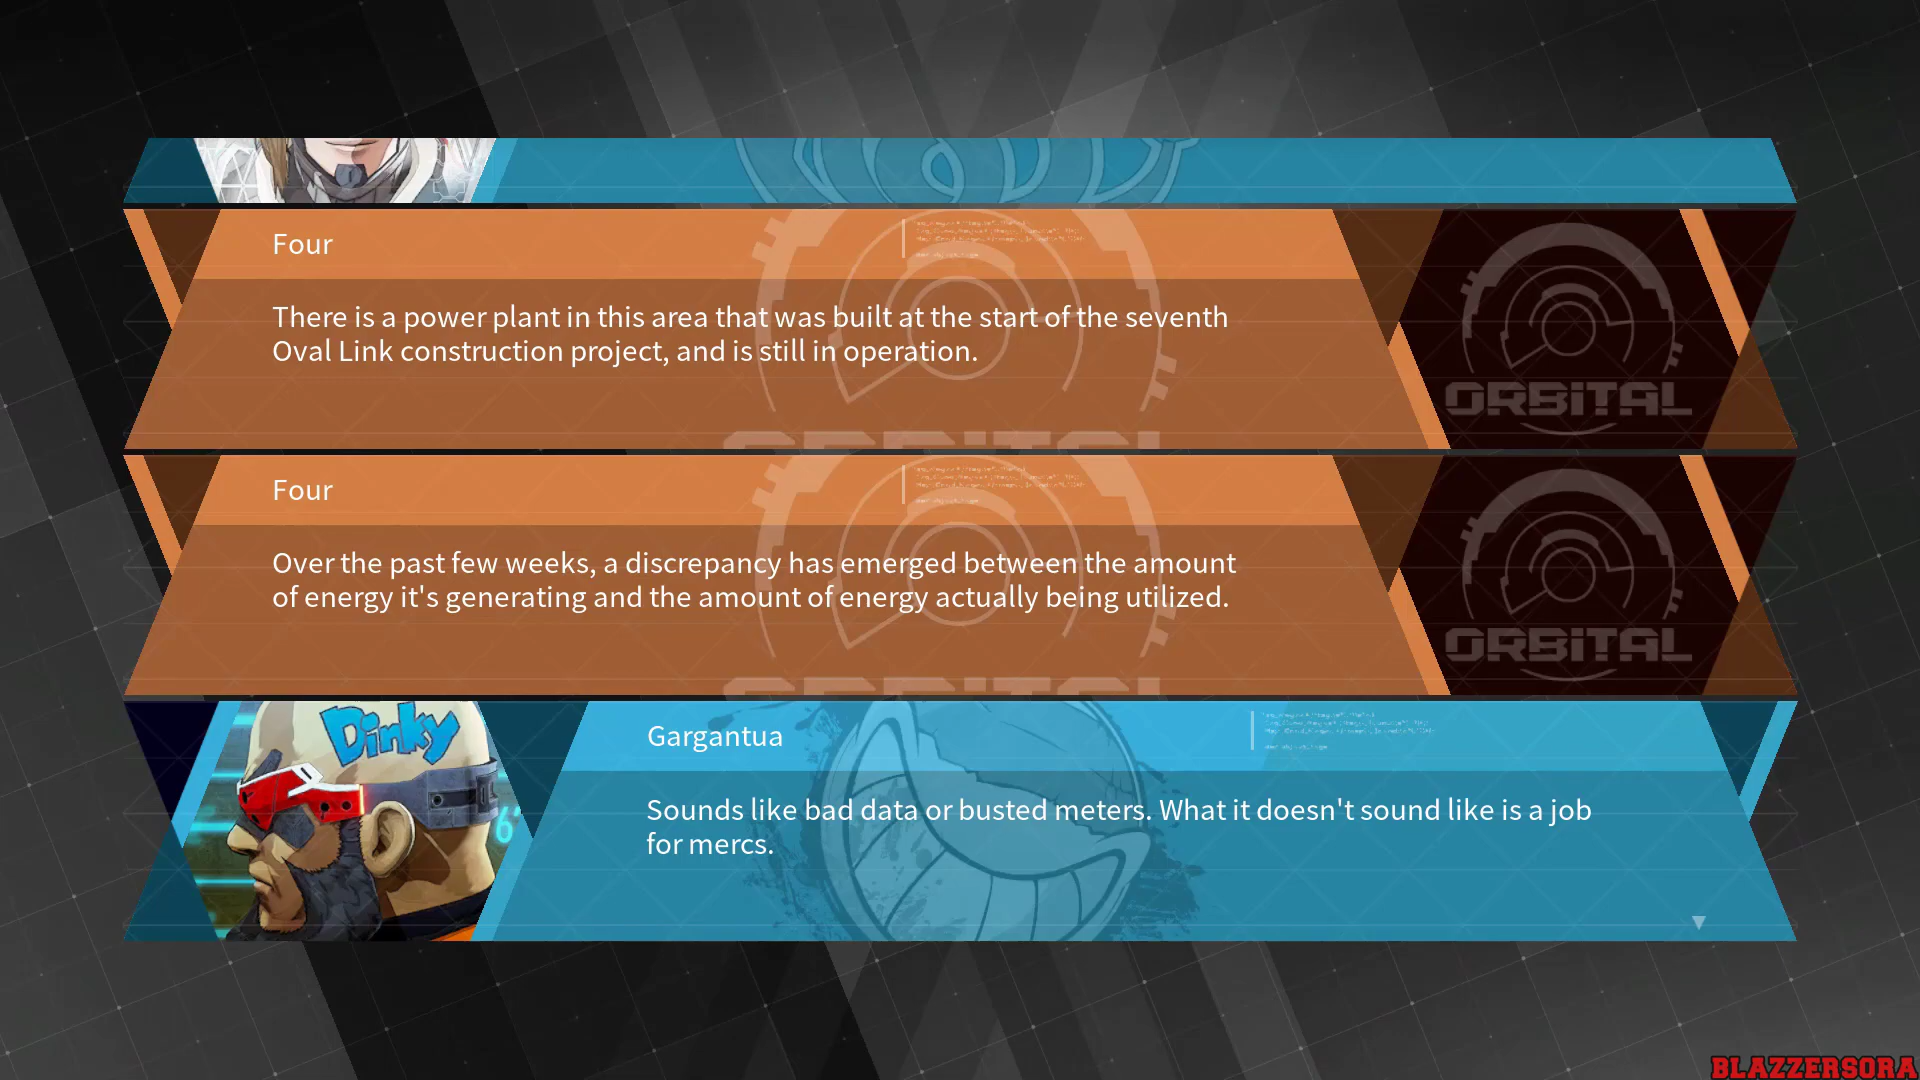 Four
There is a power plant in this area that was built at the start of the seventh
Oval Link construction project, and is still in operation.
ORBiTAL
Four
Over the past few weeks, a discrepancy has emerged between the amount
of energy it's generating and the amount of energy actually being utilized.
ORBiTAL
Dinky
Gargantua
Sounds like bad data or busted meters. What it doesn't sound like is a job
for mercs.
BLAZZERSORA